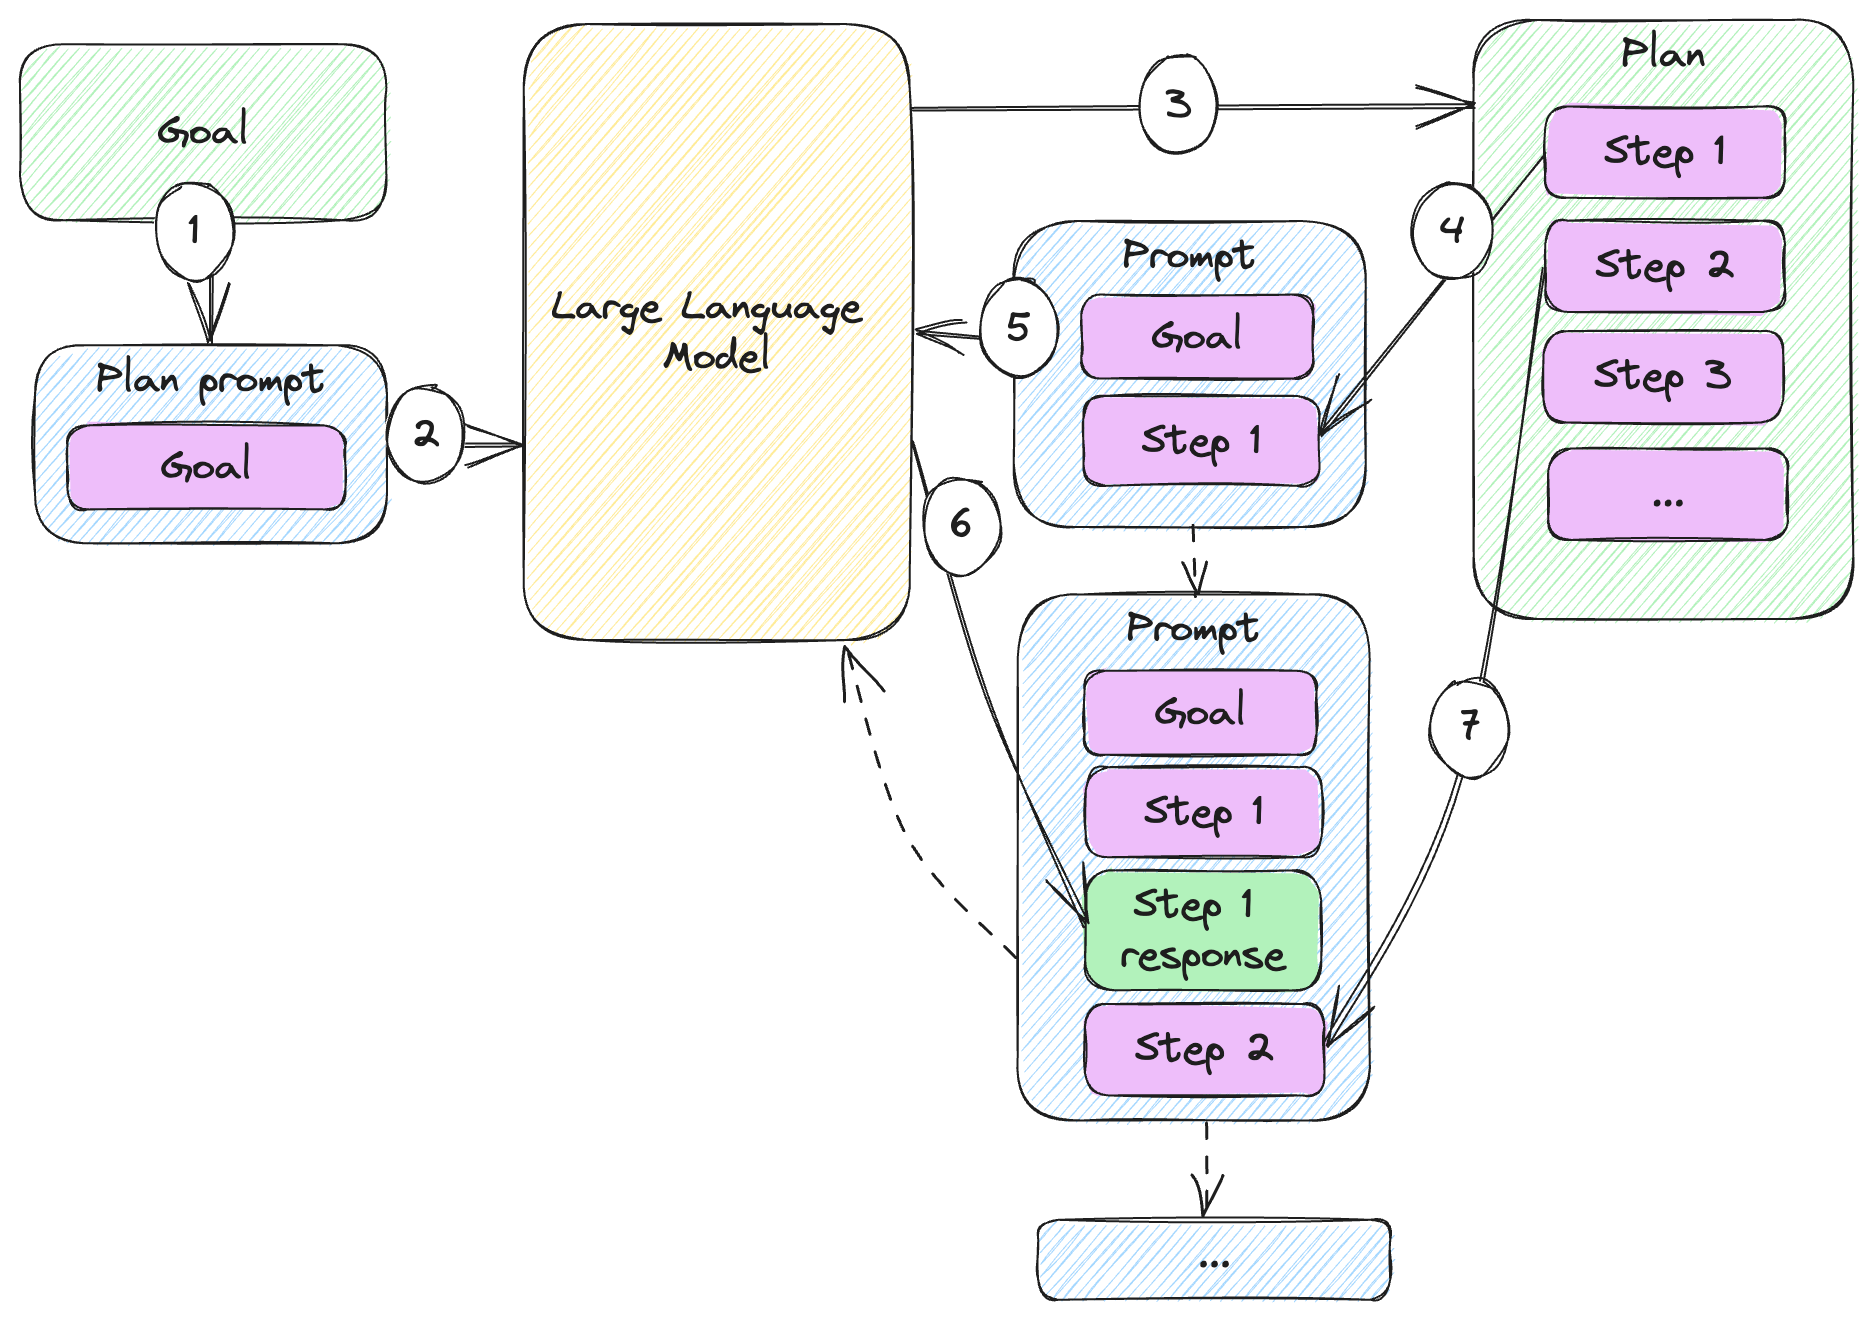 Goal
1
Plan prompt
Goal
2
Large Language
Model
3
Plan
Step 1
Step 2
Step 3
...
4
Prompt
Goal
Step 1
5
6
Prompt
Goal
Step 1
Step 1
response
Step 2
7
...